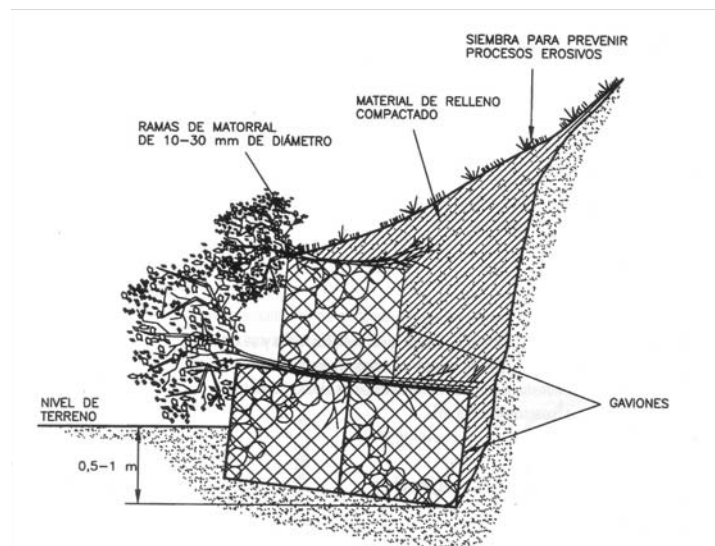 SIEMBRA PARA PREVENIR
PROCESOS EROSIVOS
MATERIAL DE RELLENO
COMPACTADO
RAMAS DE MATORRAL
DE 10-30 mm DE DIÁMETRO
NIVEL DE
TERRENO
GAVIONES
0,5-1 m